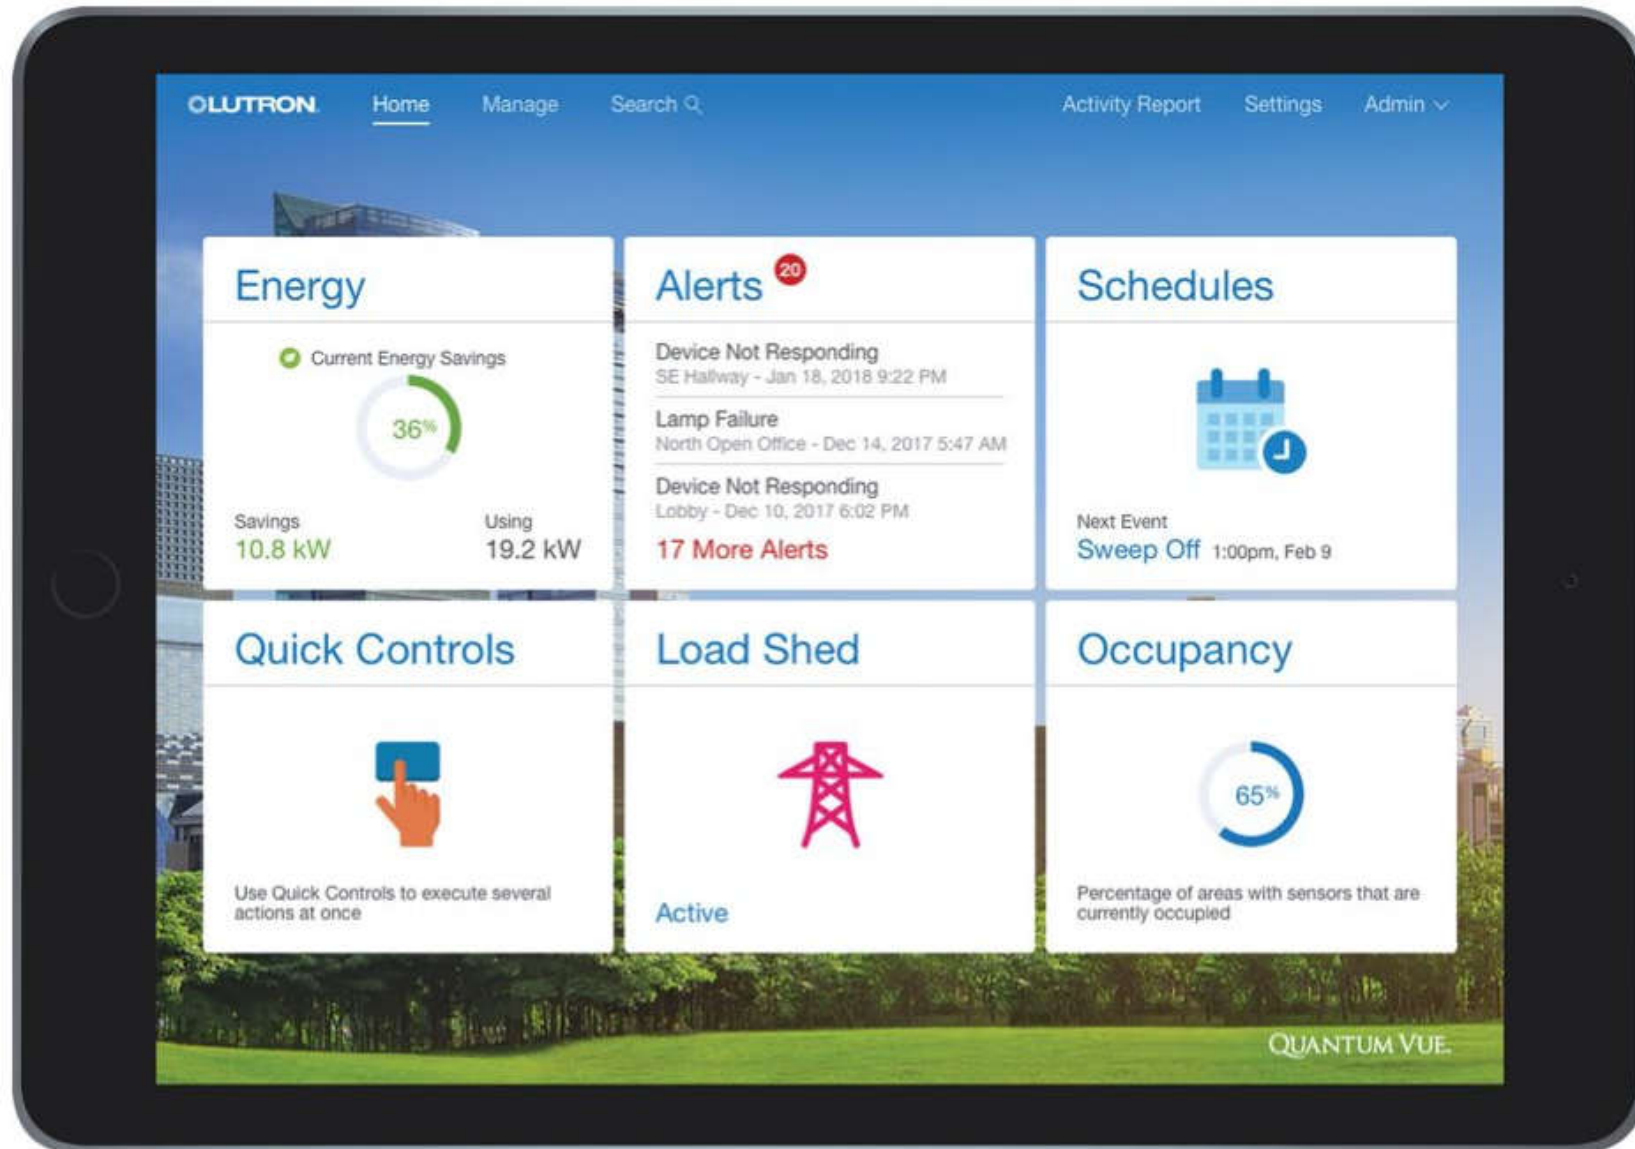 LUTRON
Home
Manage
Search
Activity Report
Settings
Admin
Energy
Current Energy Savings
36%
Savings
10.8 kW
Using
19.2 kW
Alerts 20
Device Not Responding
SE Hallway - Jan 18, 2018 9:22 PM
Lamp Failure
North Open Office - Dec 14, 2017 5:47 AM
Device Not Responding
Lobby - Dec 10, 2017 6:02 PM
17 More Alerts
Schedules
Next Event
Sweep Off 1:00pm, Feb 9
Quick Controls
Use Quick Controls to execute several
actions at once
Load Shed
Active
Occupancy
65%
Percentage of areas with sensors that are
currently occupied
QUANTUM VUE.